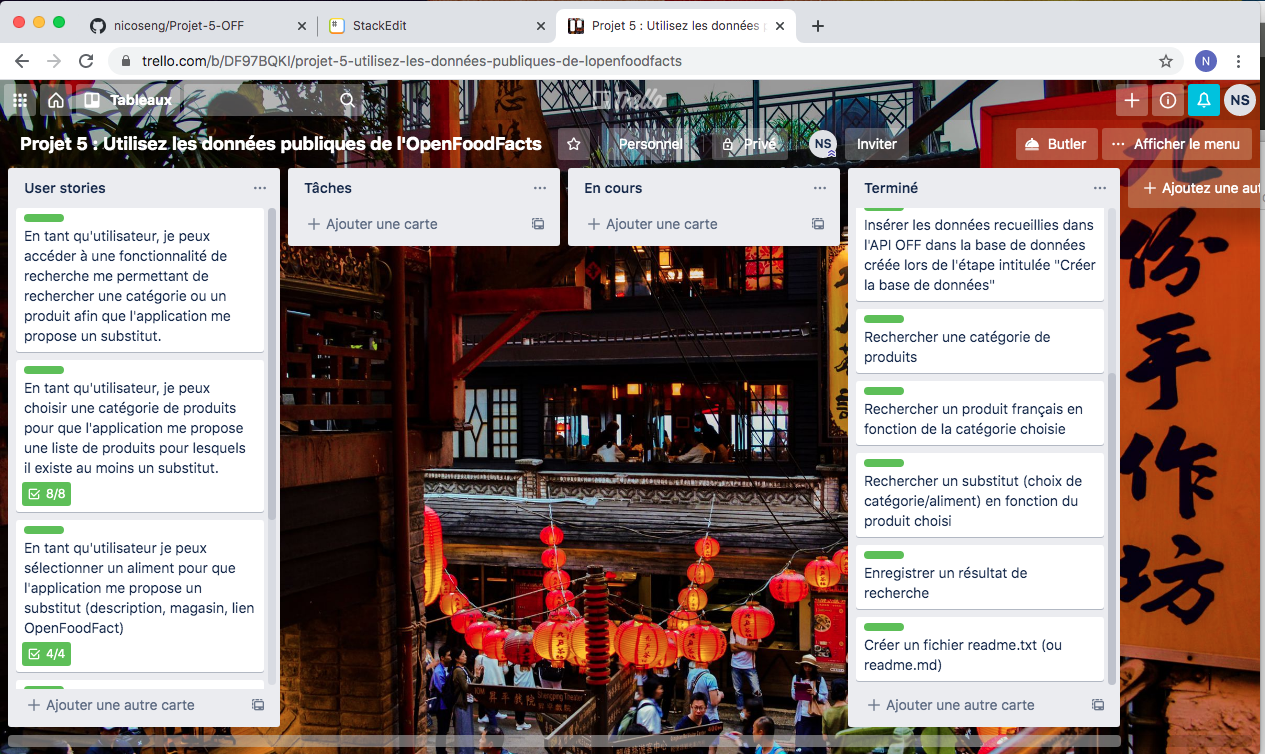 nicoseng/Projet-5-OFF
StackEdit
Projet 5 : Utilisez les données
trello.com/b/DF97BQKI/projet-5-utilisez-les-données-publiques-de-lopenfoodfacts
N
Tableaux
Trello
NS
Projet 5 : Utilisez les données publiques de l'OpenFoodFacts
Personnel
Privé
NS
Inviter
Butler
Afficher le menu
User stories
En tant qu'utilisateur, je peux
accéder à une fonctionnalité de
recherche me permettant de
rechercher une catégorie ou un
produit afin que l'application me
propose un substitut.
En tant qu'utilisateur, je peux
choisir une catégorie de produits
pour que l'application me propose
une liste de produits pour lesquels
il existe au moins un substitut.
8/8
En tant qu'utilisateur je peux
sélectionner un aliment pour que
l'application me propose un
substitut (description, magasin, lien
OpenFoodFact)
4/4
Ajouter une autre carte
Tâches
Ajouter une carte
En cours
Ajouter une carte
Terminé
Insérer les données recueillies dans
l'API OFF dans la base de données
créée lors de l'étape intitulée "Créer
la base de données"
Rechercher une catégorie de
produits
Rechercher un produit français en
fonction de la catégorie choisie
Rechercher un substitut (choix de
catégorie/aliment) en fonction du
produit choisi
Enregistrer un résultat de
recherche
Créer un fichier readme.txt (ou
readme.md)
Ajouter une autre carte
Ajoutez une aut
份
手
作
坊